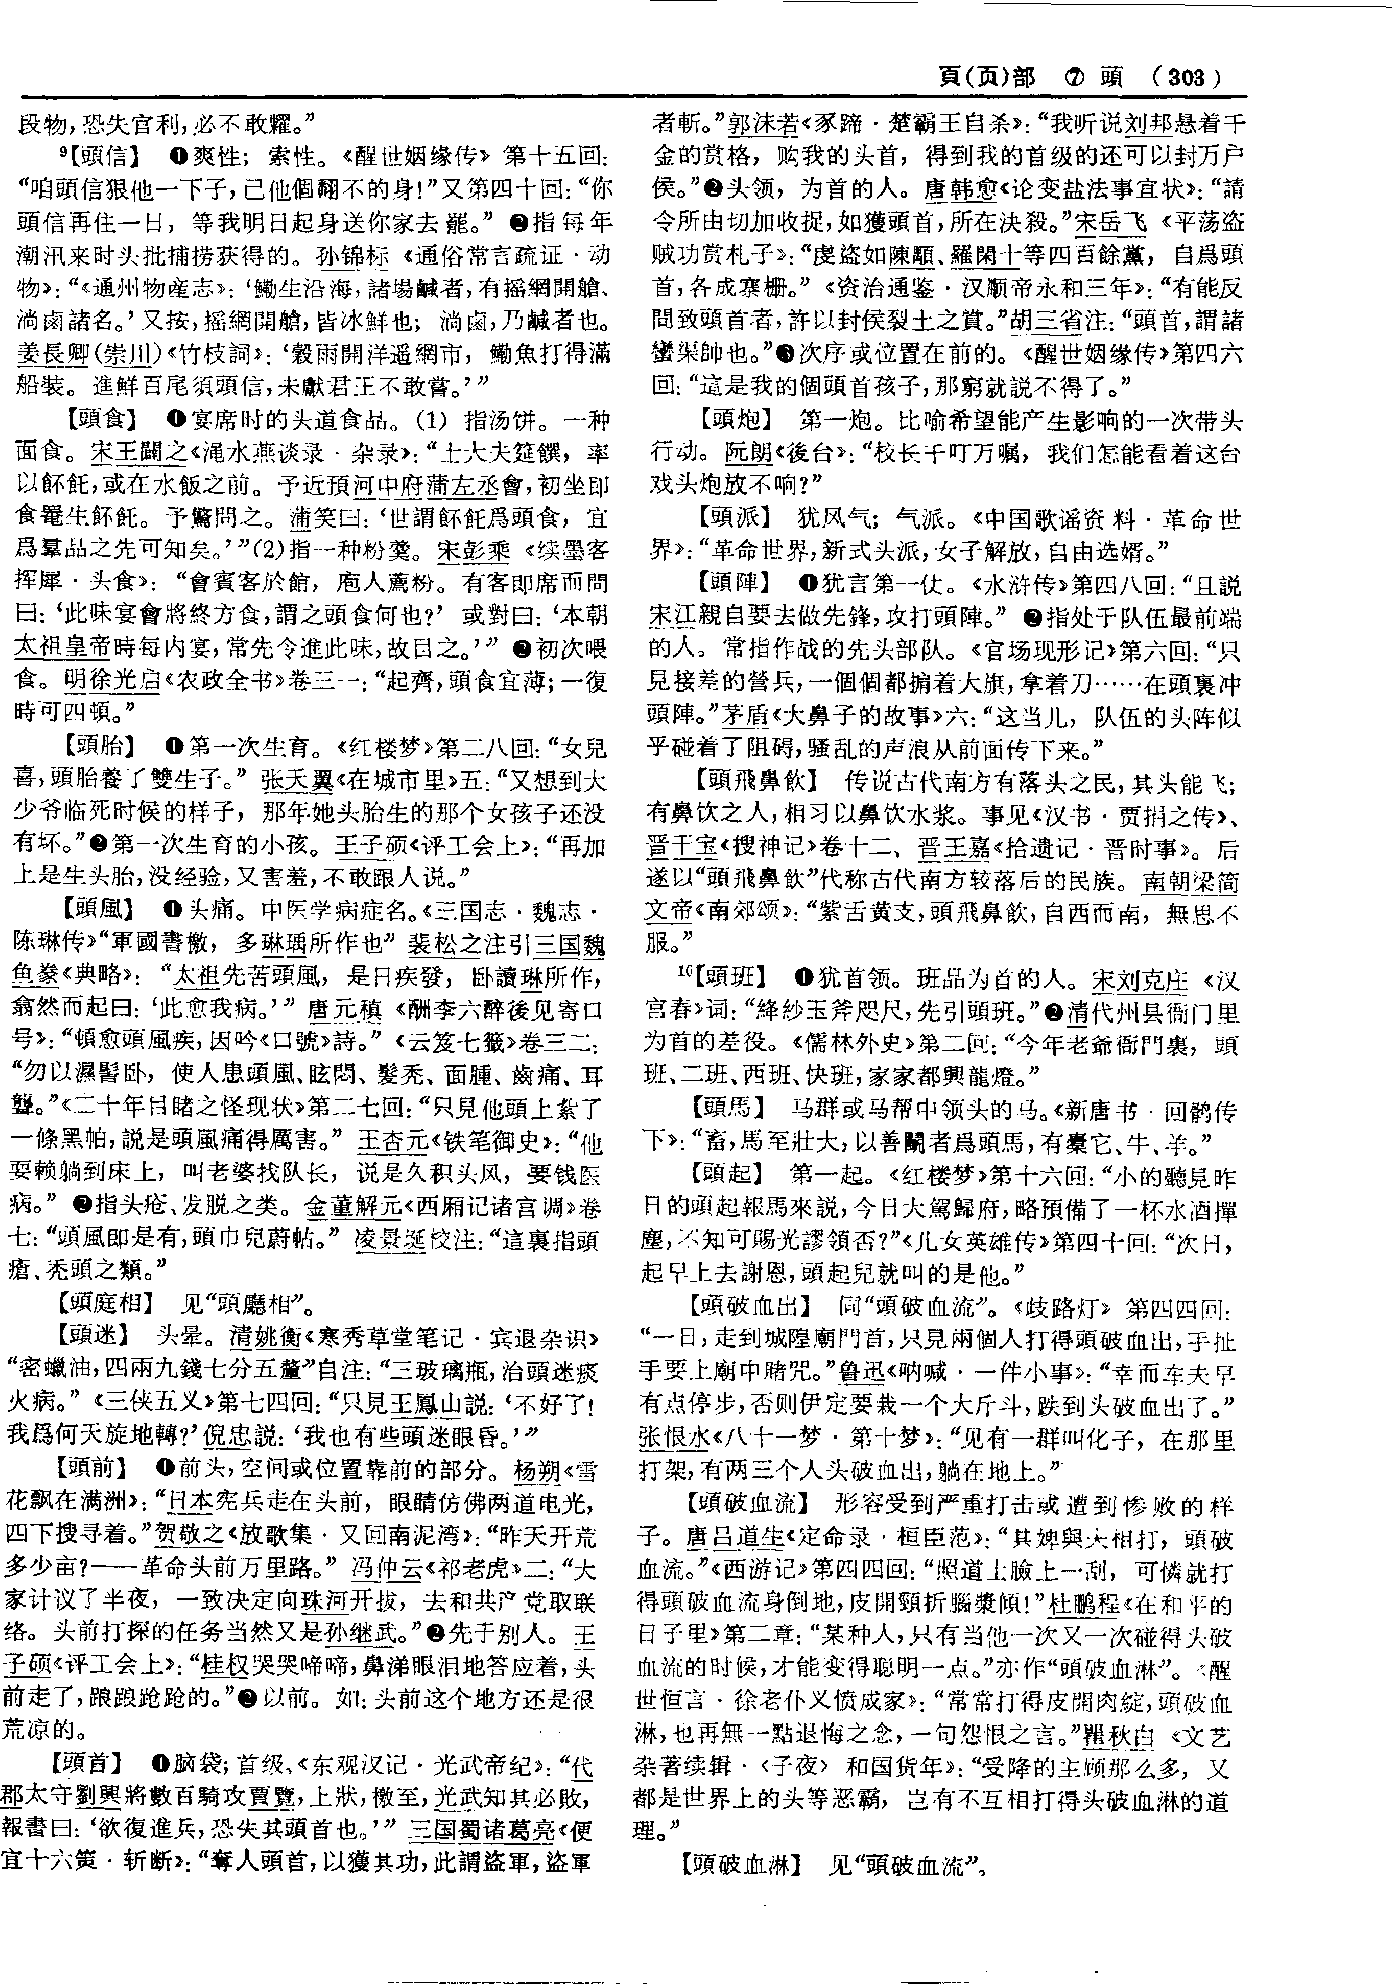 頁(页)部 ⑦ 頭 (303)
段物,恐失官利,必不敢糶。”
⁹【頭信】 ❶爽性;索性。《醒世姻缘传》第十五回:
“咱頭信狠他一下子,己他個翻不的身!”又第四十回:“你
頭信再住一日,等我明日起身送你家去罷。” ❷指每年
潮汛来时头批捕捞获得的。孙锦标《通俗常言疏证·动
物》:“《通州物産志》:‘鰳生沿海,諸場鹹者,有摇網開艙、
淌鹵諸名。’又按,摇網開艙,皆冰鮮也;淌鹵,乃鹹者也。
姜長卿(崇川)《竹枝詞》:‘穀雨開洋遥網市,鰳魚打得滿
船裝。進鮮百尾須頭信,未獻君王不敢嘗。’”
【頭食】 ❶宴席时的头道食品。(1) 指汤饼。一种
面食。宋王闢之《渑水燕谈录·杂录》:“士大夫筵饌,率
以䬪飥,或在水飯之前。予近預河中府蒲左丞會,初坐即
食罨生䬪飥。予驚問之。蒲笑曰:‘世謂䬪飥爲頭食,宜
爲羣品之先可知矣。’”(2)指一种粉羹。宋彭乘《续墨客
挥犀·头食》:“會賓客於館,庖人薦粉。有客即席而問
曰:‘此味宴會將終方食,謂之頭食何也?’或對曰:‘本朝
太祖皇帝時每内宴,常先令進此味,故目之。’” ❷初次喂
食。明徐光启《农政全书》卷三一:“起齊,頭食宜薄;一復
時可四頓。”
【頭胎】 ❶第一次生育。《红楼梦》第二八回:“女兒
喜,頭胎養了雙生子。”张天翼《在城市里》五:“又想到大
少爷临死时候的样子,那年她头胎生的那个女孩子还没
有坏。”❷第一次生育的小孩。王子硕《评工会上》:“再加
上是生头胎,没经验,又害羞,不敢跟人说。”
【頭風】 ❶头痛。中医学病症名。《三国志·魏志·
陈琳传》“軍國書檄,多琳瑀所作也”裴松之注引三国魏
鱼豢《典略》:“太祖先苦頭風,是日疾發,卧讀琳所作,
翕然而起曰:‘此愈我病。’”唐元稹《酬李六醉後见寄口
号》:“頓愈頭風疾,因吟《口號》詩。”《云笈七籤》卷三二:
“勿以濕髻卧,使人患頭風、眩悶、髮禿、面腫、齒痛、耳
聾。”《二十年目睹之怪现状》第二七回:“只見他頭上紮了
一條黑帕,説是頭風痛得厲害。”王杏元《铁笔御史》:“他
耍赖躺到床上,叫老婆找队长,说是久积头风,要钱医
病。” ❷指头疮、发脱之类。金董解元《西厢记诸宫调》卷
七:“頭風即是有,頭巾兒蔚帖。”凌景埏校注:“這裏指頭
瘡、禿頭之類。”
【頭庭相】 见“頭廳相”。
【頭迷】 头晕。清姚衡《寒秀草堂笔记·宾退杂识》
“密蠟油,四兩九錢七分五釐”自注:“三玻璃瓶,治頭迷痰
火病。”《三侠五义》第七四回:“只見王鳳山説:‘不好了!
我爲何天旋地轉?’倪忠説:‘我也有些頭迷眼昏。’”
【頭前】 ❶前头,空间或位置靠前的部分。杨朔《雪
花飘在满洲》:“日本宪兵走在头前,眼睛仿佛两道电光,
四下搜寻着。”贺敬之《放歌集·又回南泥湾》:“昨天开荒
多少亩?——革命头前万里路。”冯仲云《祁老虎》二:“大
家计议了半夜,一致决定向珠河开拔,去和共产党取联
络。头前打探的任务当然又是孙继武。”❷先于别人。王
子硕《评工会上》:“桂权哭哭啼啼,鼻涕眼泪地答应着,头
前走了,踉踉跄跄的。”❸以前。如:头前这个地方还是很
荒凉的。
【頭首】 ❶脑袋;首级。《东观汉记·光武帝纪》:“代
郡太守劉興將數百騎攻賈覽,上狀,檄至,光武知其必敗,
報書曰:‘欲復進兵,恐失其頭首也。’”三国蜀诸葛亮《便
宜十六策·斩断》:“奪人頭首,以獲其功,此謂盜軍,盜軍
者斬。”郭沫若《豕蹄·楚霸王自杀》:“我听说刘邦悬着千
金的赏格,购我的头首,得到我的首级的还可以封万户
侯。”❷头领,为首的人。唐韩愈《论变盐法事宜状》:“請
令所由切加收捉,如獲頭首,所在決殺。”宋岳飞《平荡盗
贼功赏札子》:“虔盜如陳顒、羅閑十等四百餘黨,自爲頭
首,各成寨栅。”《资治通鉴·汉顺帝永和三年》:“有能反
間致頭首者,許以封侯裂土之賞。”胡三省注:“頭首,謂諸
蠻渠帥也。”❸次序或位置在前的。《醒世姻缘传》第四六
回:“這是我的個頭首孩子,那窮就説不得了。”
【頭炮】 第一炮。比喻希望能产生影响的一次带头
行动。阮朗《後台》:“校长千叮万嘱,我们怎能看着这台
戏头炮放不响?”
【頭派】 犹风气;气派。《中国歌谣资料·革命世
界》:“革命世界,新式头派,女子解放,自由选婿。”
【頭陣】 ❶犹言第一仗。《水浒传》第四八回:“且説
宋江親自要去做先鋒,攻打頭陣。” ❷指处于队伍最前端
的人。常指作战的先头部队。《官场现形记》第六回:“只
見接差的營兵,一個個都掮着大旗,拿着刀……在頭裏冲
頭陣。”茅盾《大鼻子的故事》六:“这当儿,队伍的头阵似
乎碰着了阻碍,骚乱的声浪从前面传下来。”
【頭飛鼻飲】 传说古代南方有落头之民,其头能飞;
有鼻饮之人,相习以鼻饮水浆。事见《汉书·贾捐之传》、
晋干宝《搜神记》卷十二、晋王嘉《拾遗记·晋时事》。后
遂以“頭飛鼻飲”代称古代南方较落后的民族。南朝梁简
文帝《南郊颂》:“紫舌黄支,頭飛鼻飲,自西而南,無思不
服。”
¹⁰【頭班】 ❶犹首领。班品为首的人。宋刘克庄《汉
宫春》词:“絳紗玉斧咫尺,先引頭班。”❷清代州县衙门里
为首的差役。《儒林外史》第二回:“今年老爺衙門裏,頭
班、二班、西班、快班,家家都興龍燈。”
【頭馬】 马群或马帮中领头的马。《新唐书·回鹘传
下》:“畜,馬至壯大,以善鬬者爲頭馬,有橐它、牛、羊。”
【頭起】 第一起。《红楼梦》第十六回:“小的聽見昨
日的頭起報馬來説,今日大駕歸府,略預備了一杯水酒撣
塵,不知可賜光謬領否?”《儿女英雄传》第四十回:“次日,
起早上去謝恩,頭起兒就叫的是他。”
【頭破血出】 同“頭破血流”。《歧路灯》第四四回:
“一日,走到城隍廟門首,只見兩個人打得頭破血出,手扯
手要上廟中賭咒。”鲁迅《呐喊·一件小事》:“幸而车夫早
有点停步,否则伊定要栽一个大斤斗,跌到头破血出了。”
张恨水《八十一梦·第十梦》:“见有一群叫化子,在那里
打架,有两三个人头破血出,躺在地上。”
【頭破血流】 形容受到严重打击或遭到惨败的样
子。唐吕道生《定命录·桓臣范》:“其婢與夫相打,頭破
血流。”《西游记》第四四回:“照道士臉上一刮,可憐就打
得頭破血流身倒地,皮開頸折腦漿傾!”杜鹏程《在和平的
日子里》第二章:“某种人,只有当他一次又一次碰得头破
血流的时候,才能变得聪明一点。”亦作“頭破血淋”。《醒
世恒言·徐老仆义愤成家》:“常常打得皮開肉綻,頭破血
淋,也再無一點退悔之念,一句怨恨之言。”瞿秋白《文艺
杂著续辑·〈子夜〉和国货年》:“受降的主顾那么多,又
都是世界上的头等恶霸,岂有不互相打得头破血淋的道
理。”
【頭破血淋】 见“頭破血流”。